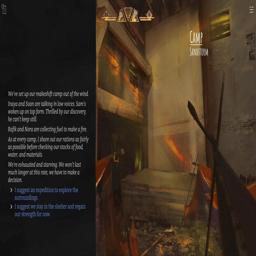 CAMP
SANATORIUM
We've set up our makeshift camp out of the wind.
Inaya and Soan are talking in low voices. Sam's
wakes up on top form. Thrilled by our discovery,
he can't keep still.
Rafik and Nora are collecting fuel to make a fire.
As at every camp, I share out our rations as fairly
as possible before checking our stocks of food,
water, and materials.
We're exhausted and starving. We won't last
much longer at this rate, we have to make a
decision.
I suggest an expedition to explore the
surroundings.
I suggest we stay in the shelter and regain
our strength for now.